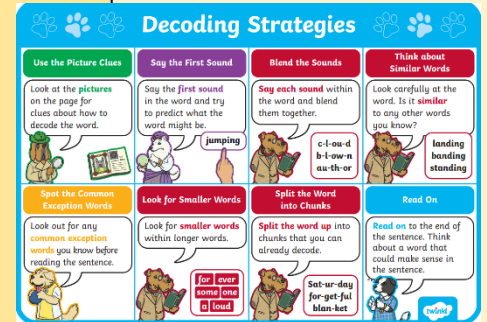 Decoding Strategies
Use the Picture Clues
Look at the pictures
on the page for
clues about how to
decode the word.
Say the First Sound
Say the first sound
in the word and try
to predict what the
word might be.
jumping
Blend the Sounds
Say each sound within
the word and blend
them together.
c-l-ou-d
b-l-ow-n
au-th-or
Think about
Similar Words
Look carefully at the
word. Is it similar
to any other words
you know?
landing
banding
standing
Spot the Common
Exception Words
Look out for any
common exception
words you know before
reading the sentence.
Look for Smaller Words
Look for smaller words
within longer words.
for ever
some one
a loud
Split the Word
into Chunks
Split the word up into
chunks that you can
already decode.
Sat-ur-day
for-get-ful
blan-ket
Read On
Read on to the end of
the sentence. Think
about a word that
could make sense in
the sentence.
twinkl